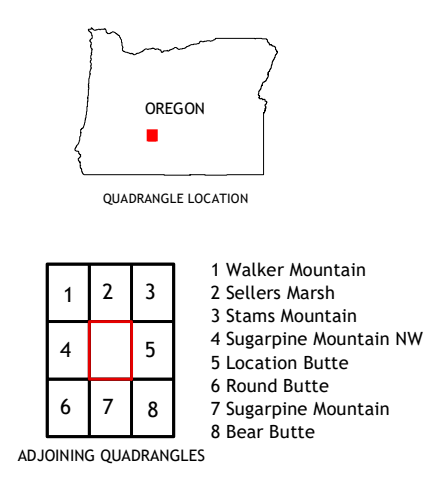 OREGON
QUADRANGLE LOCATION
1 2 3
4 5
6 7 8
1 Walker Mountain
2 Sellers Marsh
3 Stams Mountain
4 Sugarpine Mountain NW
5 Location Butte
6 Round Butte
7 Sugarpine Mountain
8 Bear Butte
ADJOINING QUADRANGLES